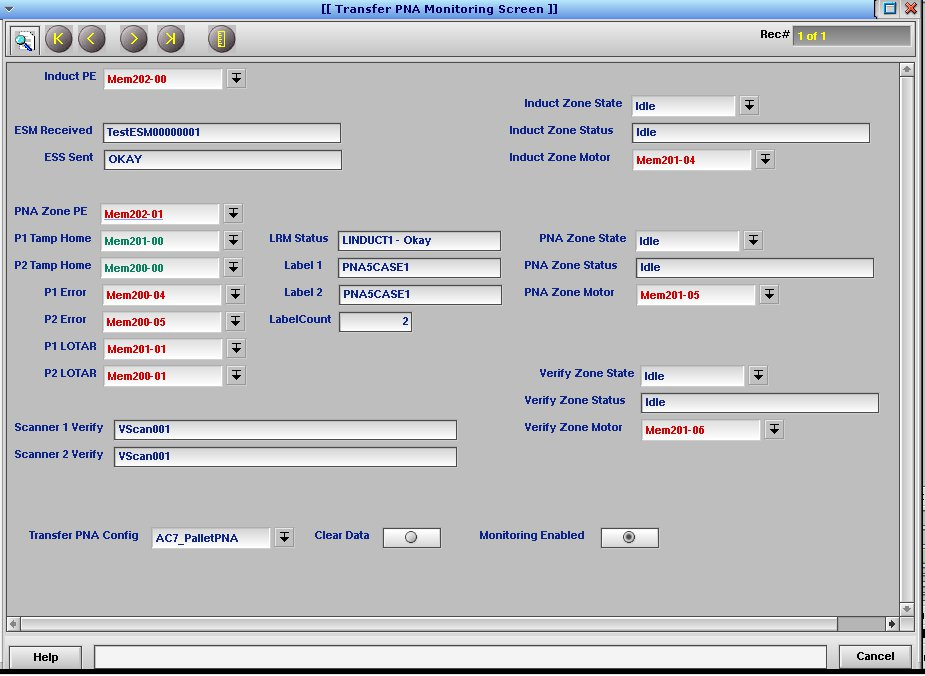 [[ Transfer PNA Monitoring Screen ]]
Rec# 1 of 1
Induct PE Mem202-00
Induct Zone State Idle
ESM Received TestESM00000001 Induct Zone Status Idle
ESS Sent OKAY Induct Zone Motor Mem201-04
PNA Zone PE Mem202-01
P1 Tamp Home Mem201-00 LRM Status LINDUCT1 - Okay PNA Zone State Idle
P2 Tamp Home Mem200-00 Label 1 PNA5CASE1 PNA Zone Status Idle
P1 Error Mem200-04 Label 2 PNA5CASE1 PNA Zone Motor Mem201-05
P2 Error Mem200-05 LabelCount 2
P1 LOTAR Mem201-01
P2 LOTAR Mem200-01 Verify Zone State Idle
Verify Zone Status Idle
Scanner 1 Verify VScan001 Verify Zone Motor Mem201-06
Scanner 2 Verify VScan001
Transfer PNA Config AC7_PalletPNA Clear Data Monitoring Enabled
Help Cancel